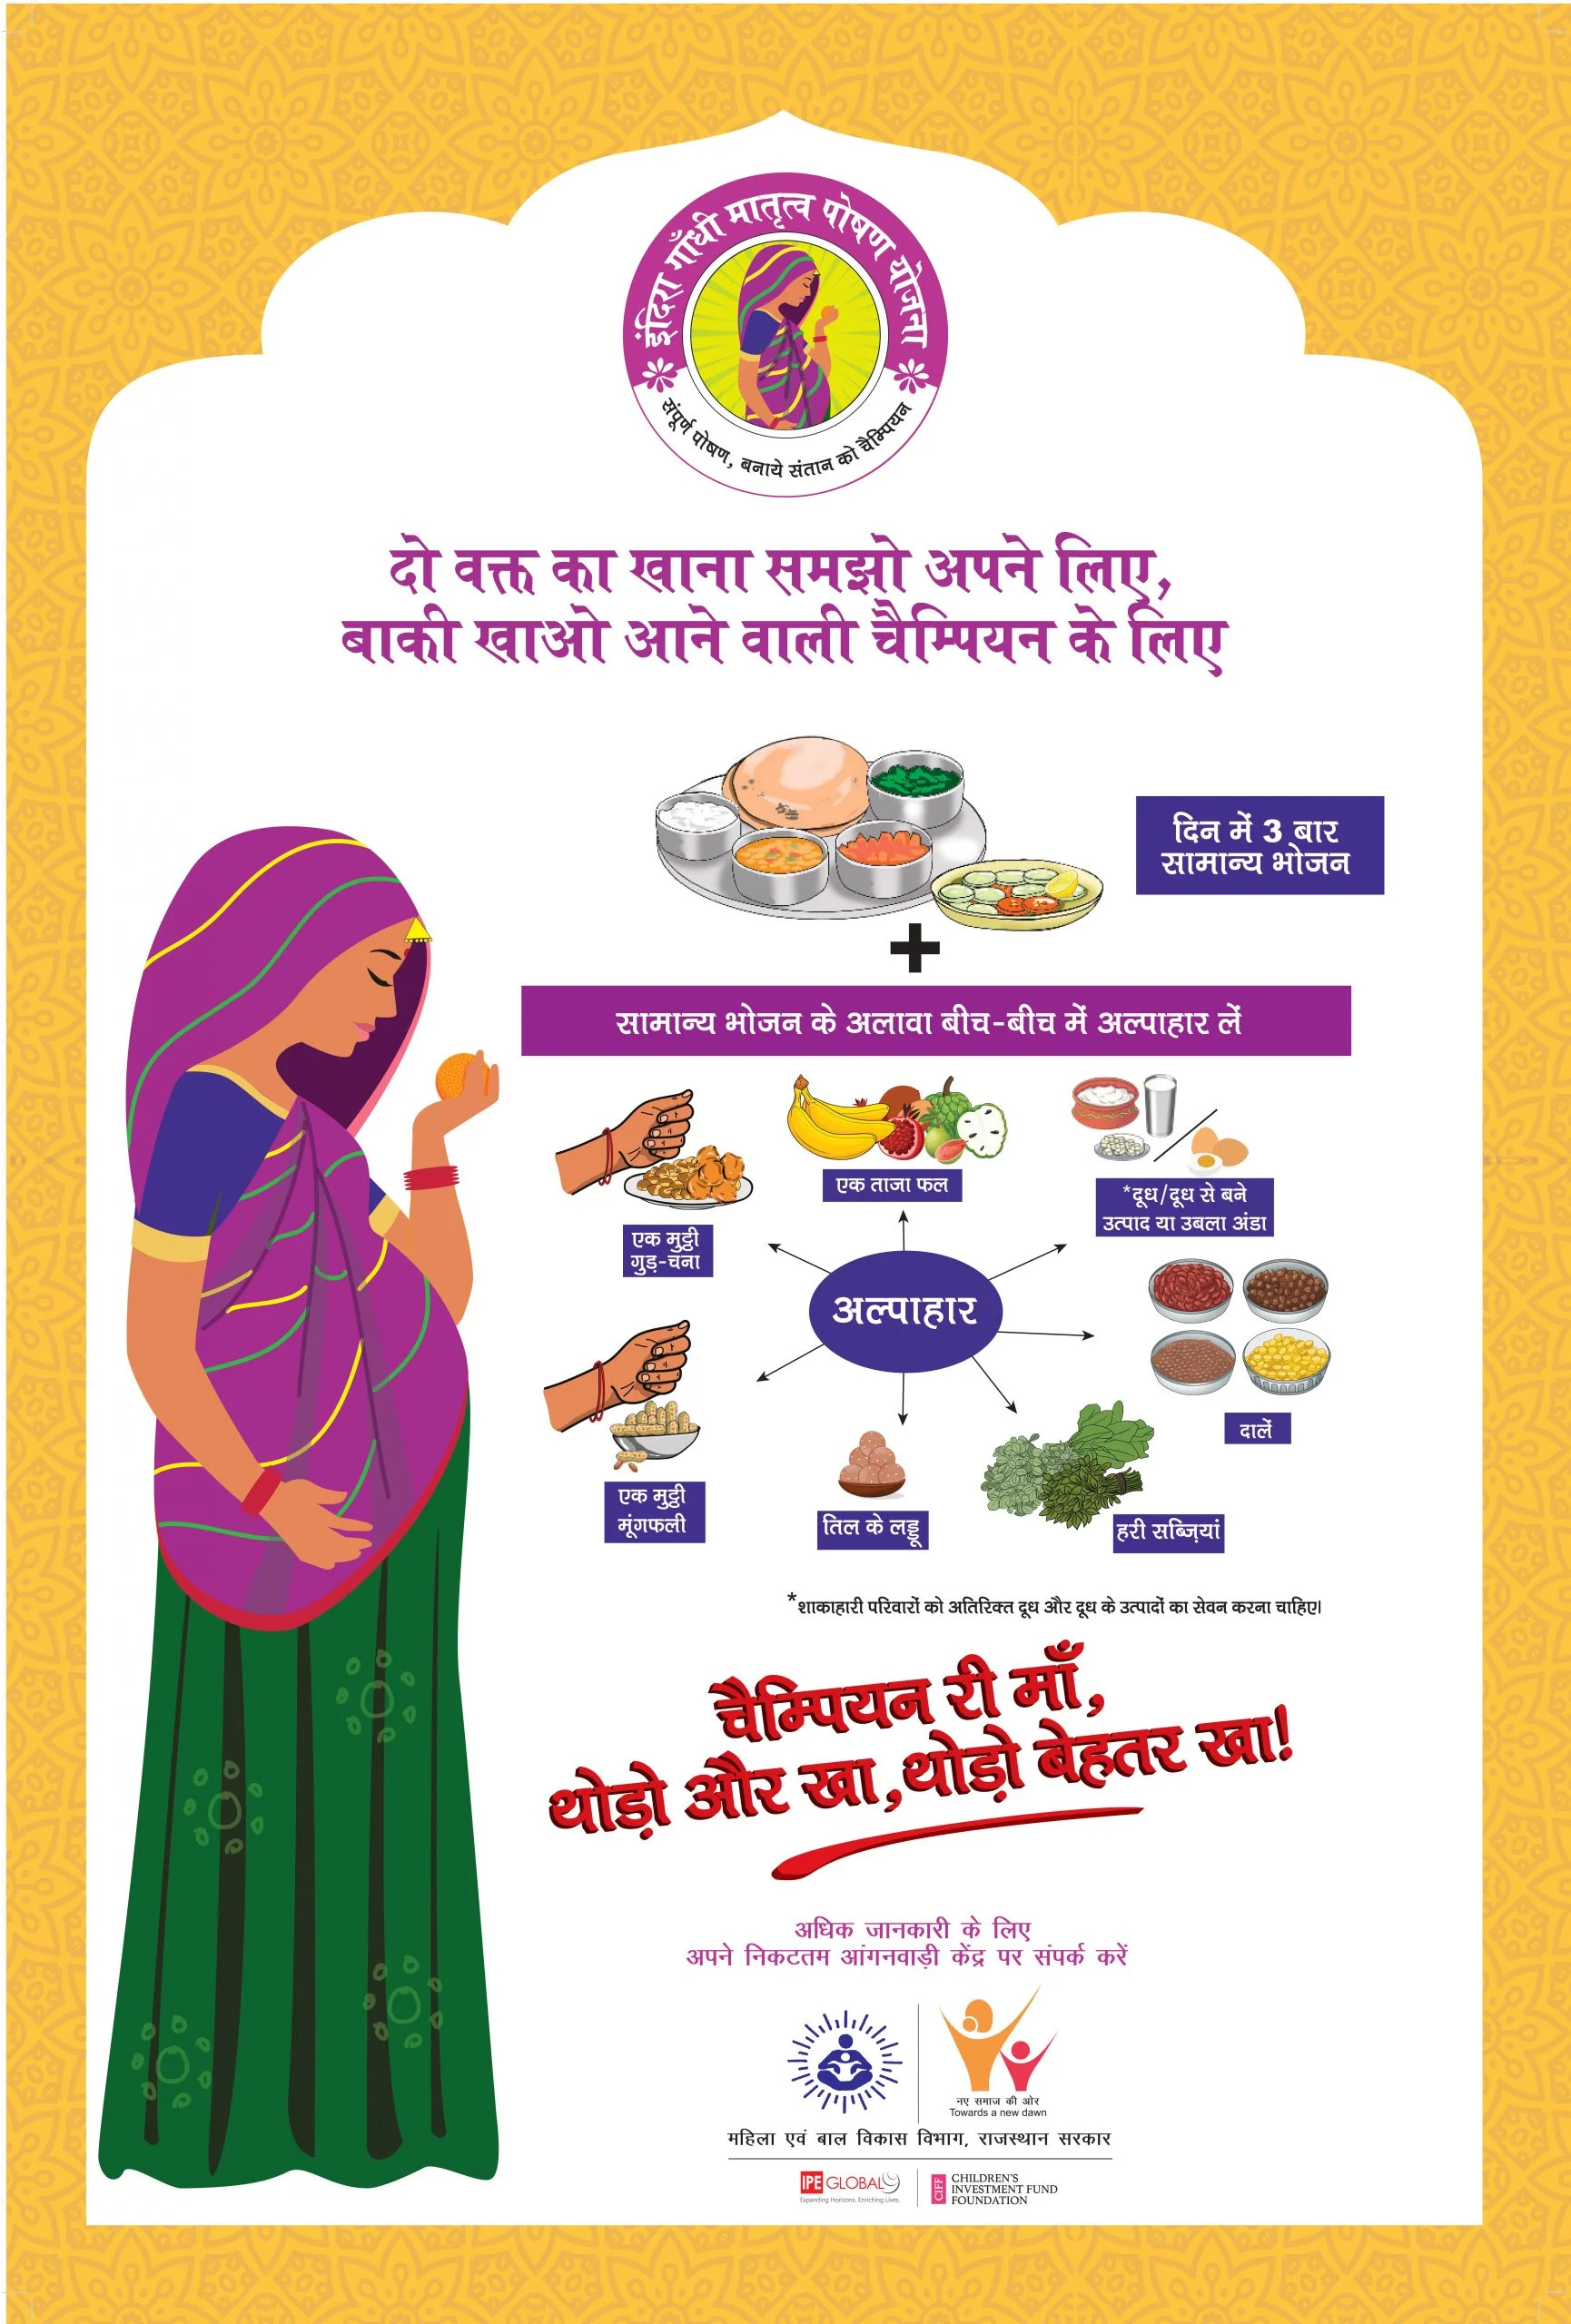 इंदिरा गाँधी मातृत्व पोषण योजना
संपूर्ण पोषण, बनाये संतान को चैम्पियन
दो वक्त का खाना समझो अपने लिए,
बाकी खाओ आने वाली चैम्पियन के लिए
दिन में 3 बार
सामान्य भोजन
+
सामान्य भोजन के अलावा बीच-बीच में अल्पाहार लें
एक मुट्ठी
गुड़-चना
एक ताजा फल
*दूध/दूध से बने
उत्पाद या उबला अंडा
अल्पाहार
दालें
एक मुट्ठी
मूंगफली
तिल के लड्डू
हरी सब्ज़ियां
*शाकाहारी परिवारों को अतिरिक्त दूध और दूध के उत्पादों का सेवन करना चाहिए।
चैम्पियन री माँ,
थोड़ो और खा, थोड़ो बेहतर खा!
अधिक जानकारी के लिए
अपने निकटतम आंगनवाड़ी केंद्र पर संपर्क करें
नए समाज की ओर
Towards a new dawn
महिला एवं बाल विकास विभाग, राजस्थान सरकार
IPE GLOBAL
Expanding Horizons. Enriching Lives.
CIFF
CHILDREN'S
INVESTMENT FUND
FOUNDATION